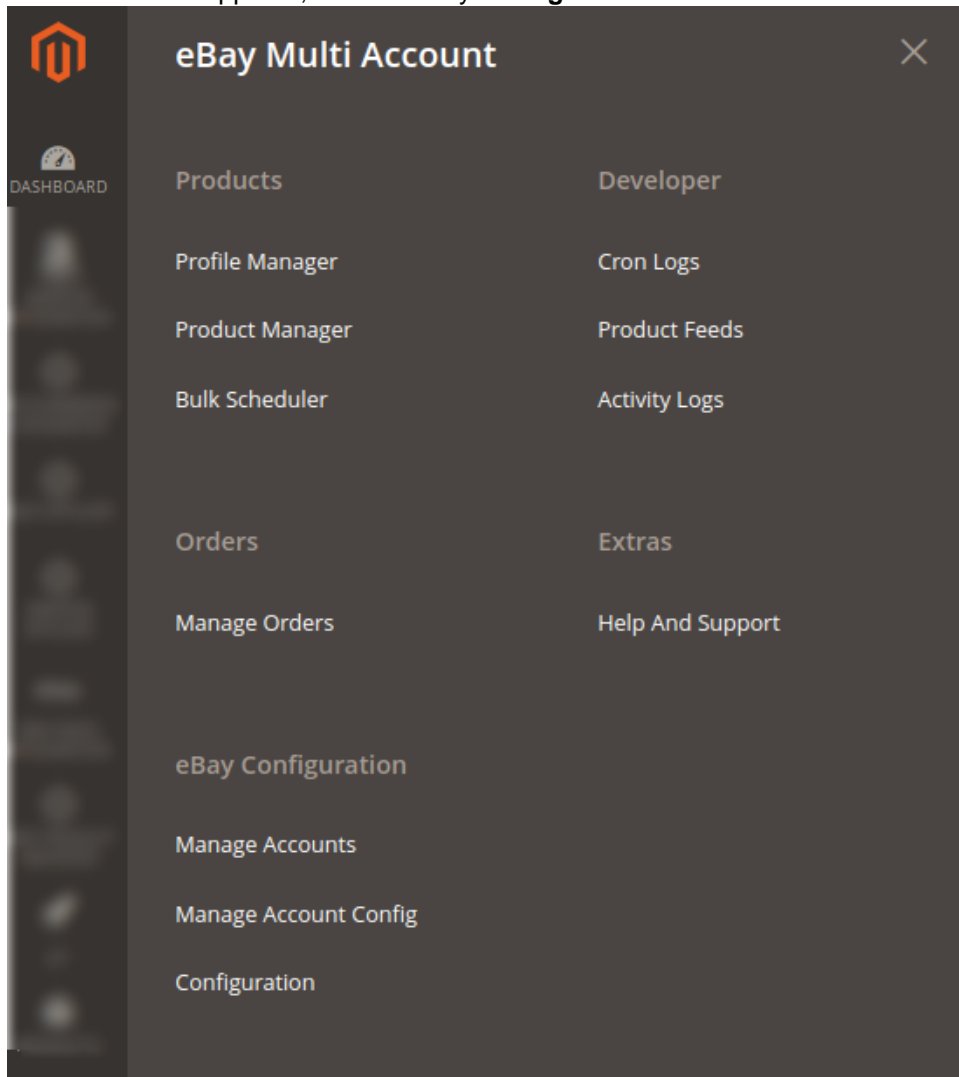 eBay Multi Account
DASHBOARD
Products
Profile Manager
Product Manager
Bulk Scheduler
Developer
Cron Logs
Product Feeds
Activity Logs
Orders
Manage Orders
Extras
Help And Support
eBay Configuration
Manage Accounts
Manage Account Config
Configuration